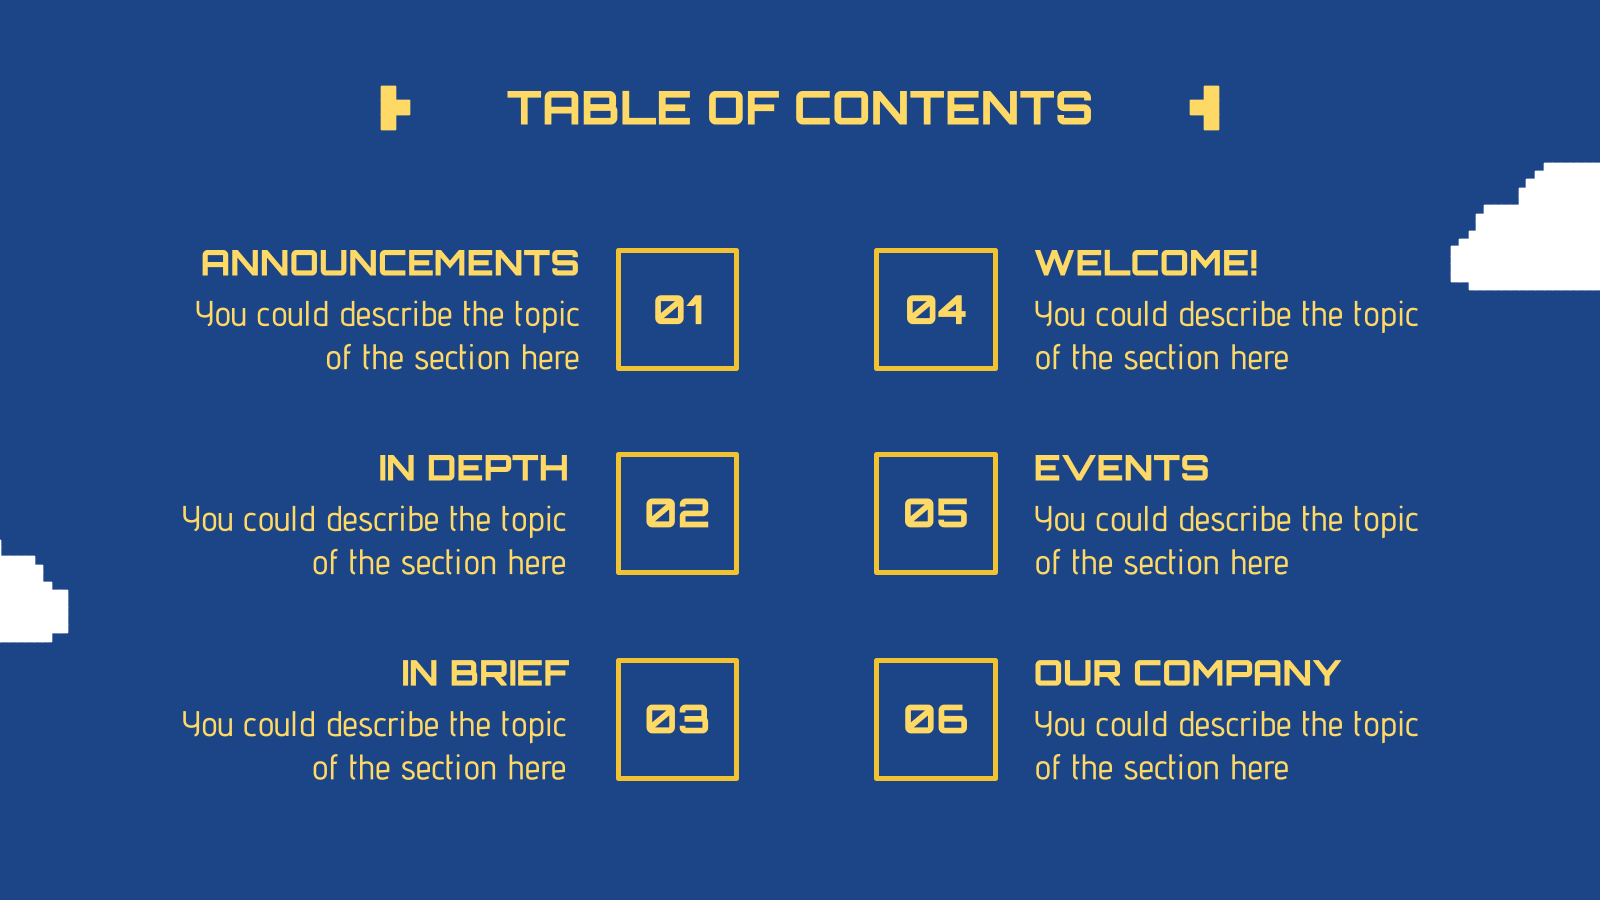 TABLE OF CONTENTS
ANNOUNCEMENTS
You could describe the topic
of the section here
01
IN DEPTH
You could describe the topic
of the section here
02
IN BRIEF
You could describe the topic
of the section here
03
04
WELCOME!
You could describe the topic
of the section here
05
EVENTS
You could describe the topic
of the section here
06
OUR COMPANY
You could describe the topic
of the section here